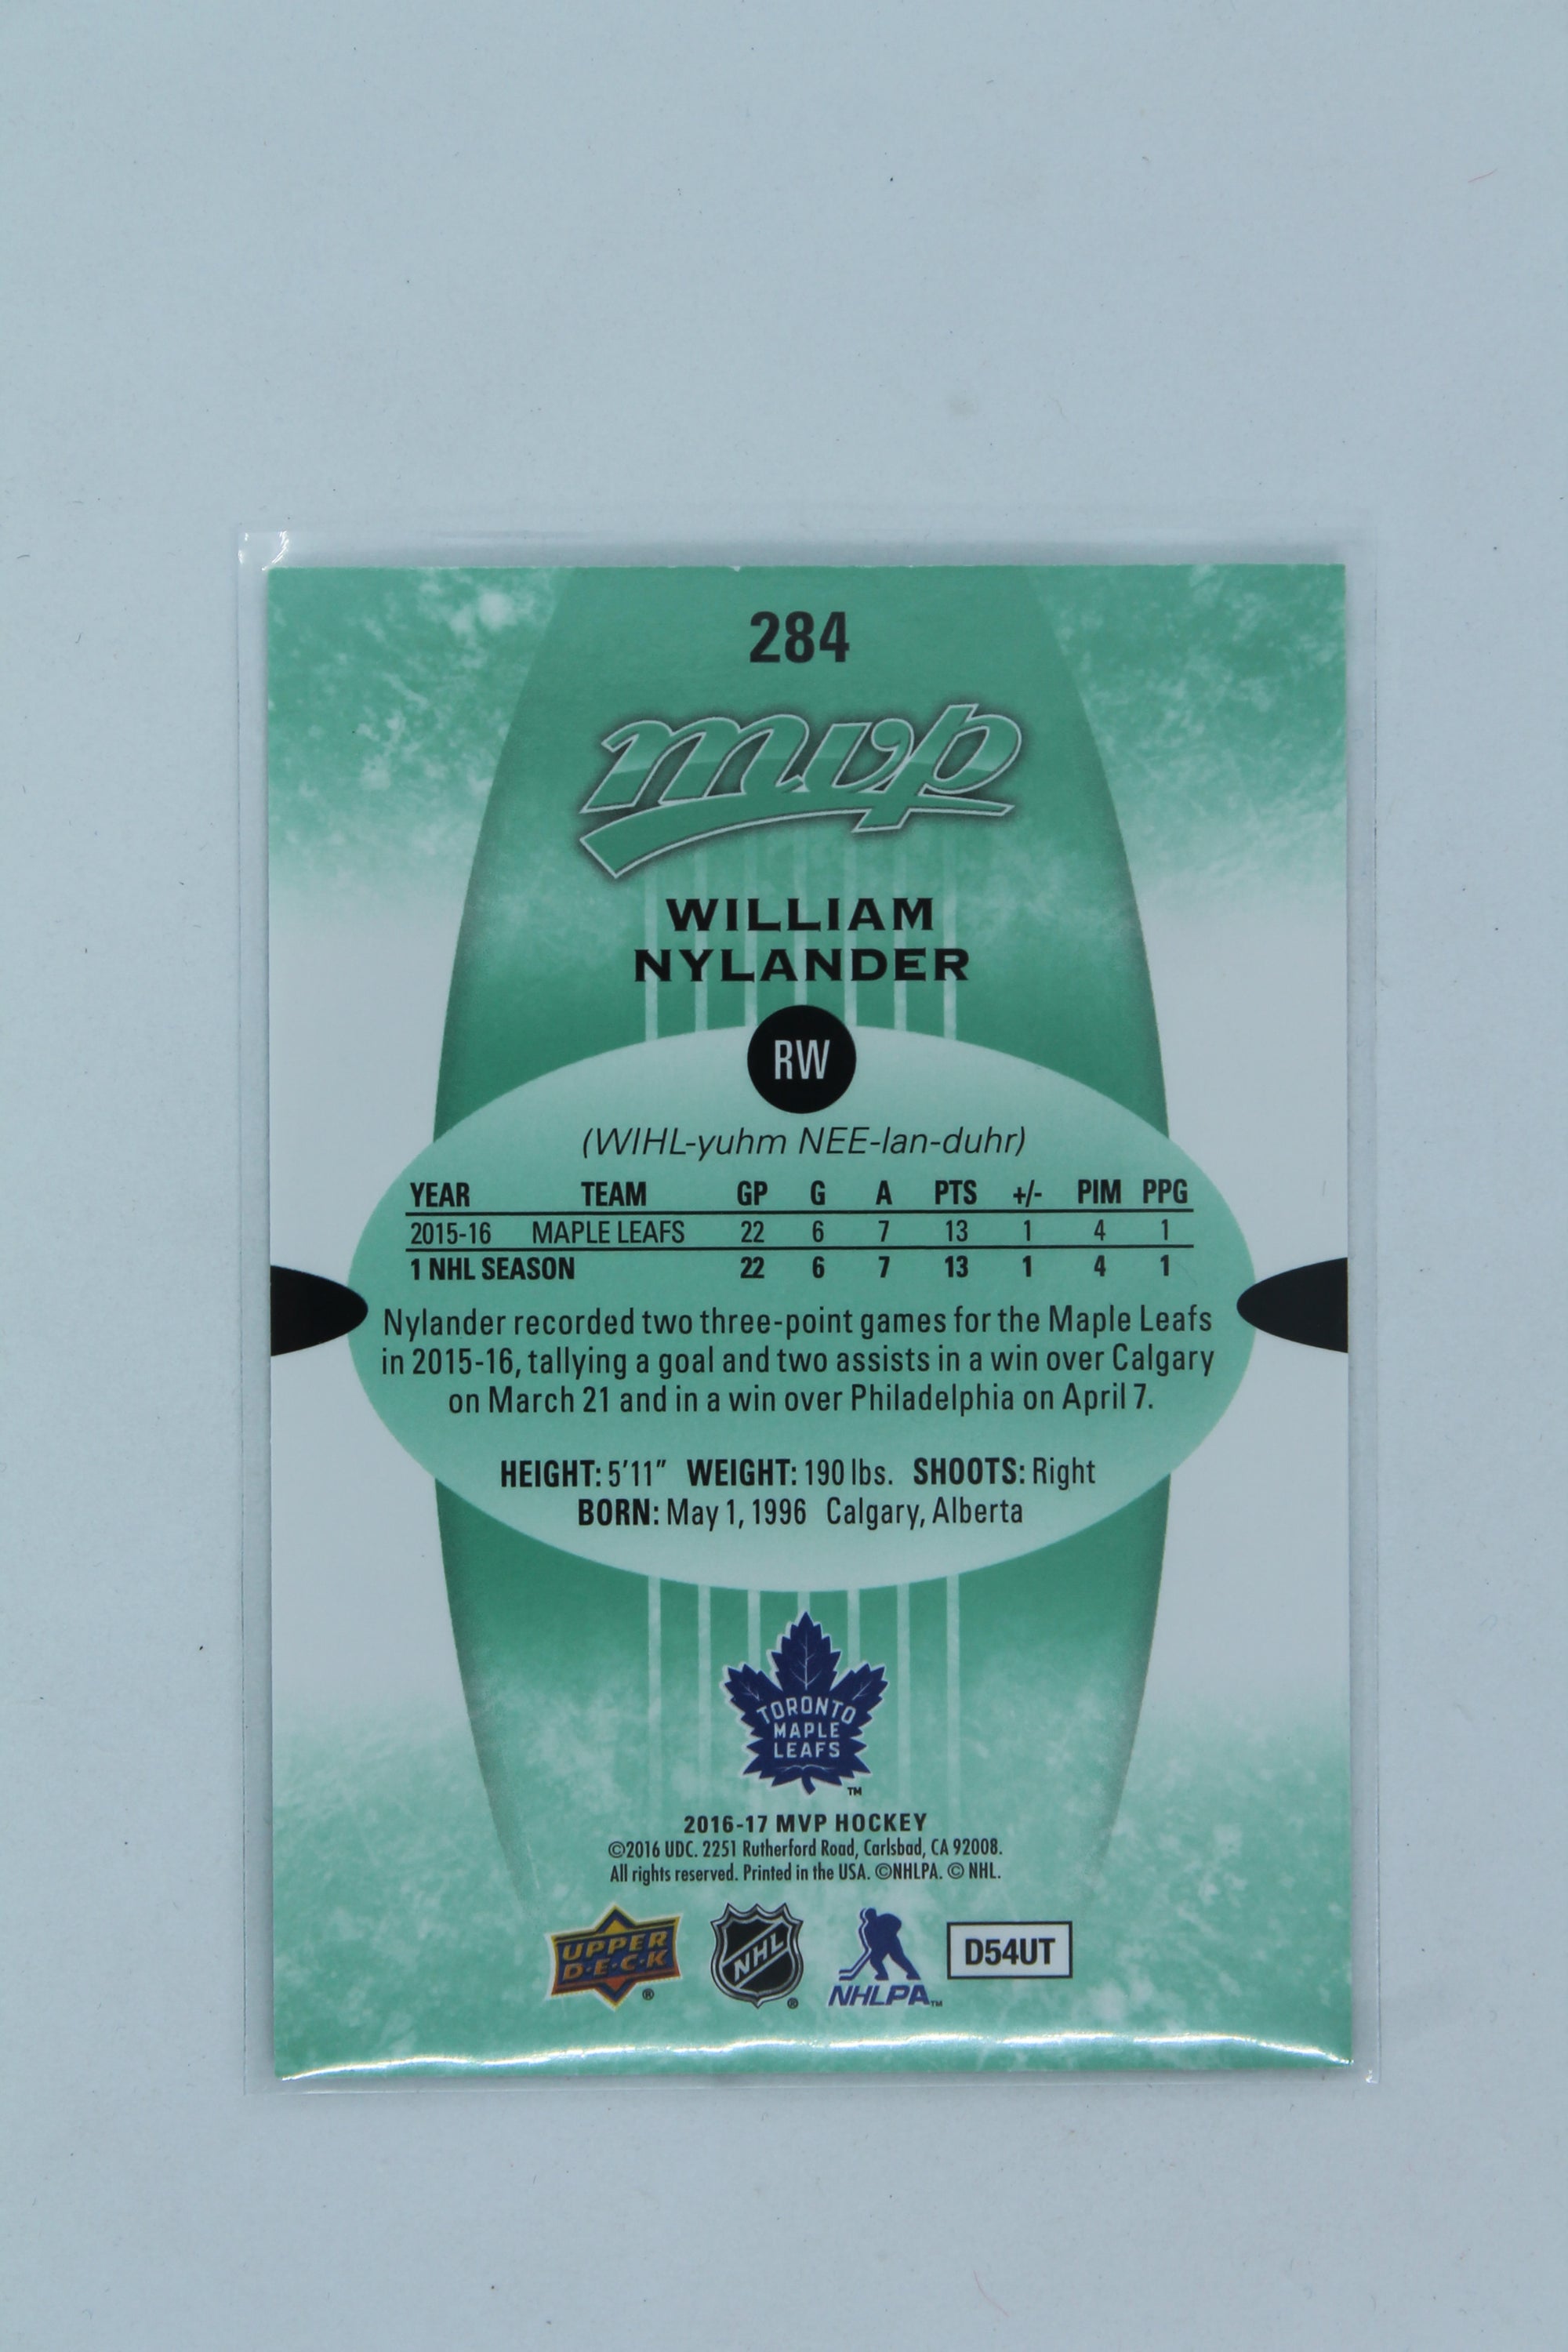 284
mvp
WILLIAM
NYLANDER
RW
(WIHL-yuhm NEE-lan-duhr)
YEAR TEAM GP G A PTS +/- PIM PPG
2015-16 MAPLE LEAFS 22 6 7 13 1 4 1
1 NHL SEASON 22 6 7 13 1 4 1
Nylander recorded two three-point games for the Maple Leafs
in 2015-16, tallying a goal and two assists in a win over Calgary
on March 21 and in a win over Philadelphia on April 7.
HEIGHT: 5'11" WEIGHT: 190 lbs. SHOOTS: Right
BORN: May 1, 1996 Calgary, Alberta
TORONTO
MAPLE
LEAFS
™
2016-17 MVP HOCKEY
©2016 UDC. 2251 Rutherford Road, Carlsbad, CA 92008.
All rights reserved. Printed in the USA. ©NHLPA. © NHL.
UPPER
D·E·C·K ®
NHL ®
NHLPA™
D54UT